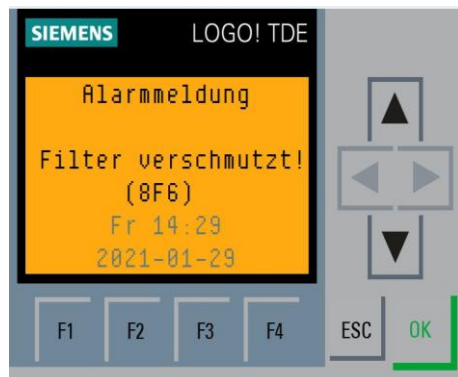 SIEMENS LOGO! TDE
Alarmmeldung
Filter verschmutzt!
(8F6)
Fr 14:29
2021-01-29
F1 F2 F3 F4 ESC OK